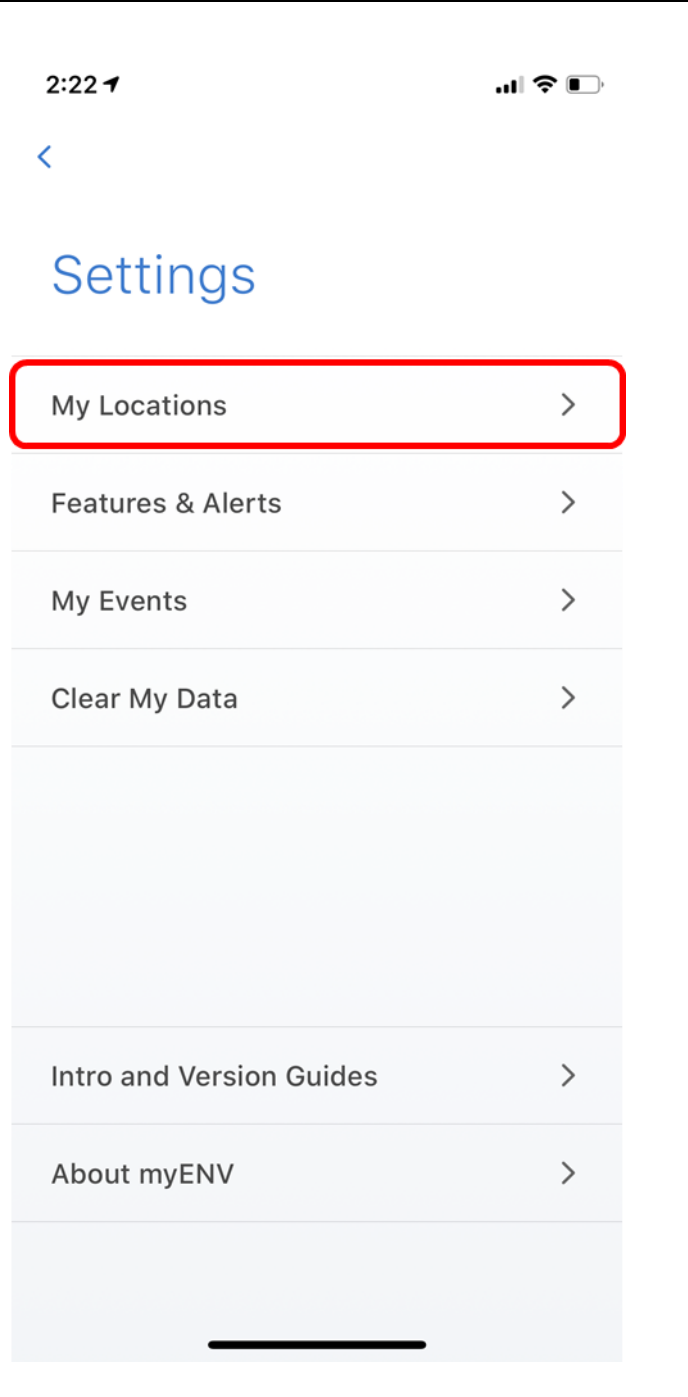 2:22
Settings
My Locations
Features & Alerts
My Events
Clear My Data
Intro and Version Guides
About myENV